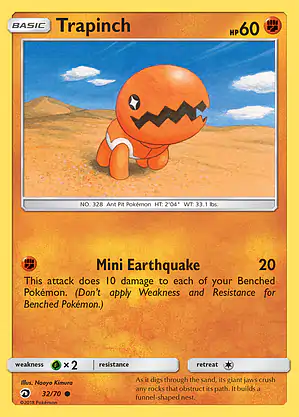 BASIC
Trapinch
HP60
NO. 328 Ant Pit Pokémon HT: 2'04" WT: 33.1 lbs.
Mini Earthquake 20
This attack does 10 damage to each of your Benched
Pokémon. (Don't apply Weakness and Resistance for
Benched Pokémon.)
weakness ×2 resistance retreat
Illus. Naoyo Kimura
32/70
©2018 Pokémon
As it digs through the sand, its giant jaws crush
any rocks that obstruct its path. It builds a
funnel-shaped nest.